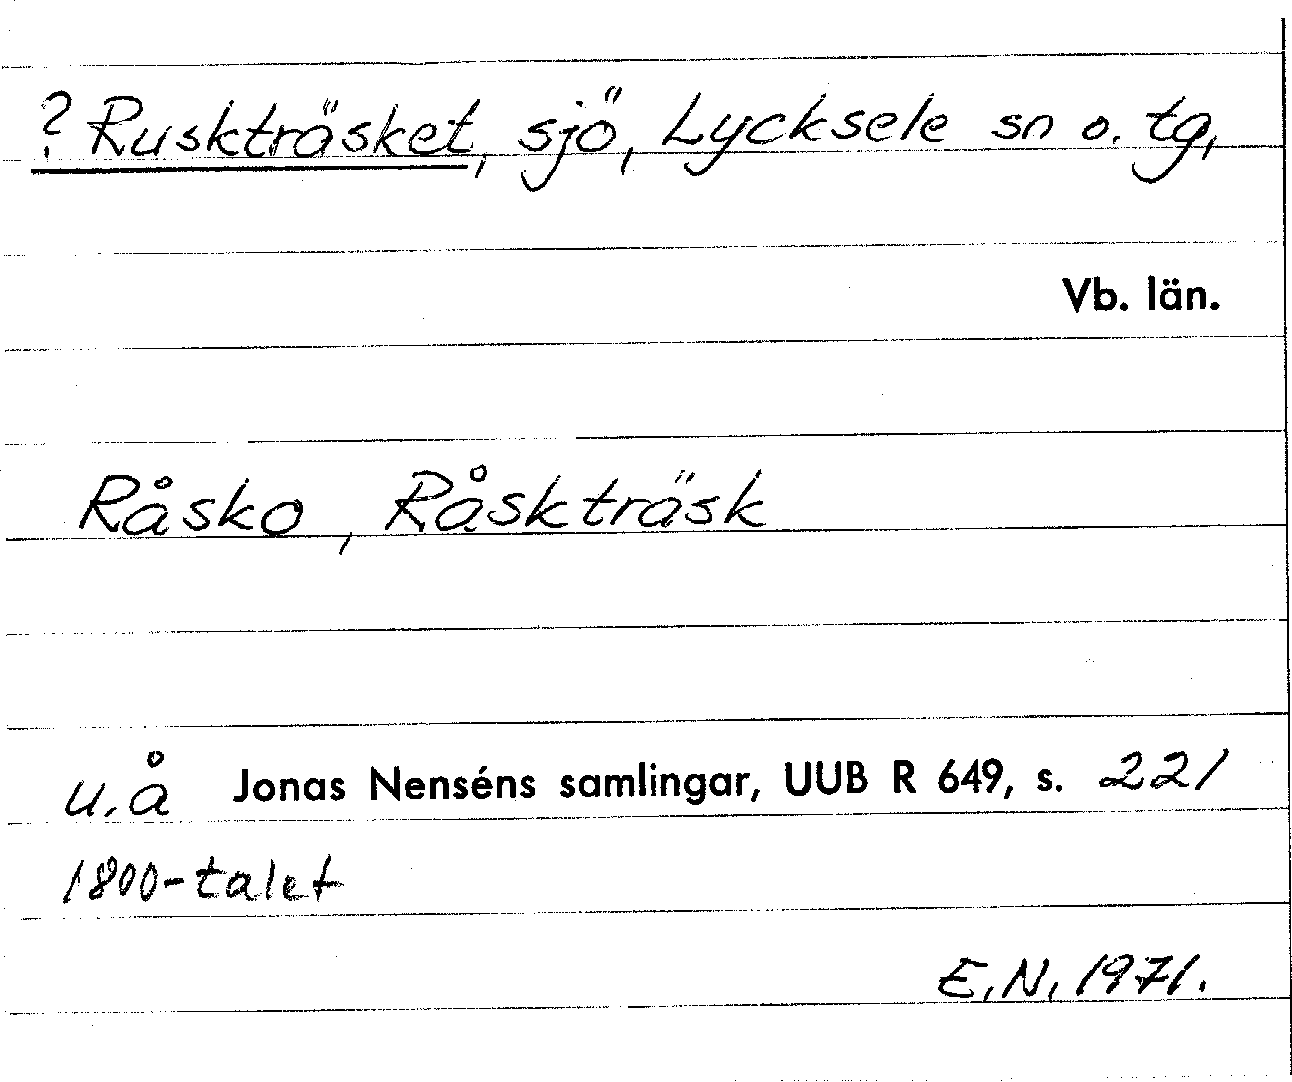 ? Ruskträsket, sjö, Lycksele sn o. tg,
Vb. län.
Råsko, Råskträsk
u.å Jonas Nenséns samlingar, UUB R 649, s. 221
1800-talet
E.N. 1971.